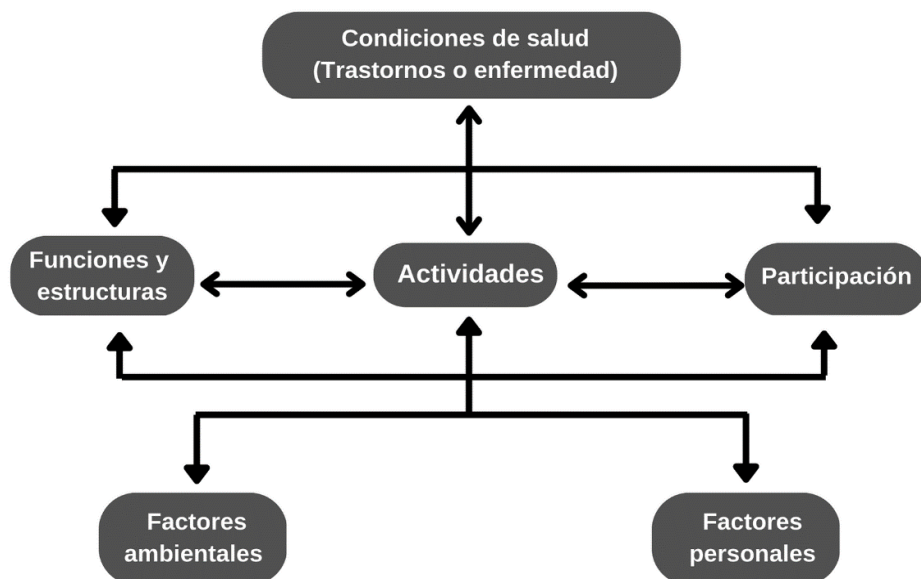 Condiciones de salud
(Trastornos o enfermedad)
Funciones y
estructuras
Actividades
Participación
Factores
ambientales
Factores
personales